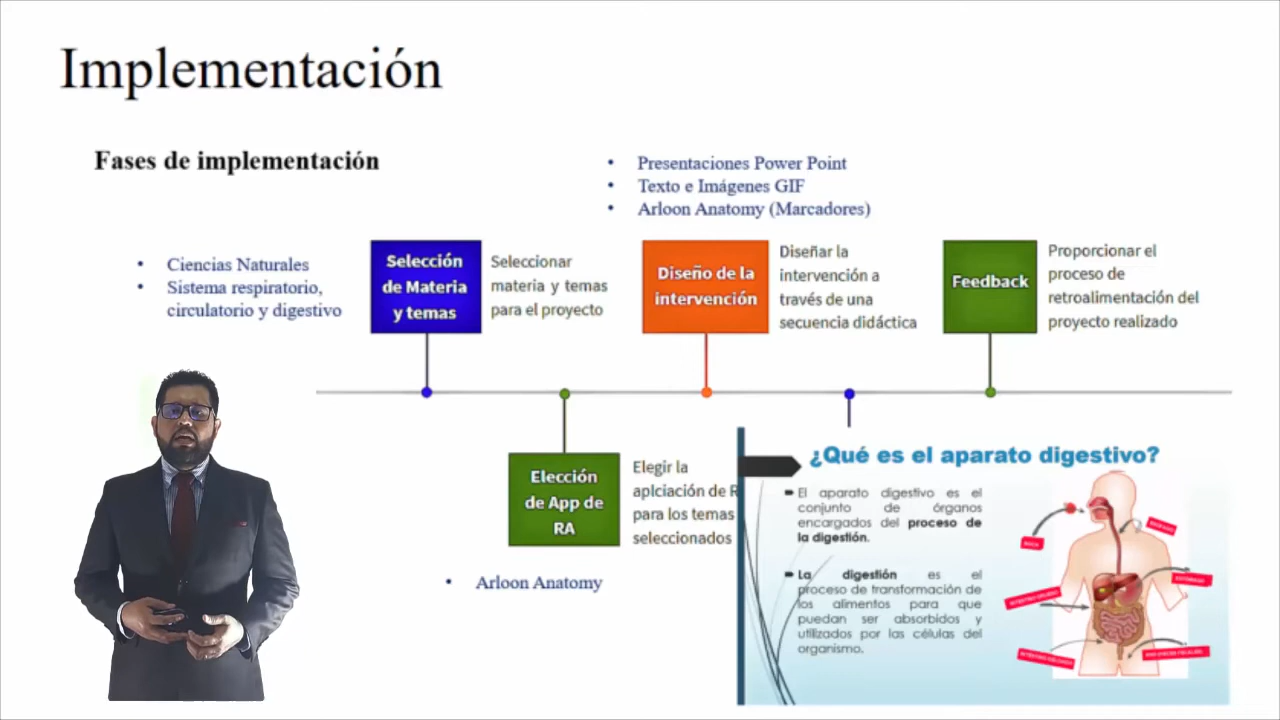 Implementación
Fases de implementación
• Presentaciones Power Point
• Texto e Imágenes GIF
• Arloon Anatomy (Marcadores)
• Ciencias Naturales
• Sistema respiratorio,
circulatorio y digestivo
Selección
de Materia
y temas
Seleccionar
materia y temas
para el proyecto
Diseño de la
intervención
Diseñar la
intervención a
través de una
secuencia didáctica
Feedback
Proporcionar el
proceso de
retroalimentación del
proyecto realizado
Elección
de App de
RA
Elegir la
aplciación de R
para los temas
seleccionados
• Arloon Anatomy
¿Qué es el aparato digestivo?
El aparato digestivo es el
conjunto de órganos
encargados del proceso de
la digestión.
La digestión es el
proceso de transformación de
los alimentos para que
puedan ser absorbidos y
utilizados por las células del
organismo.